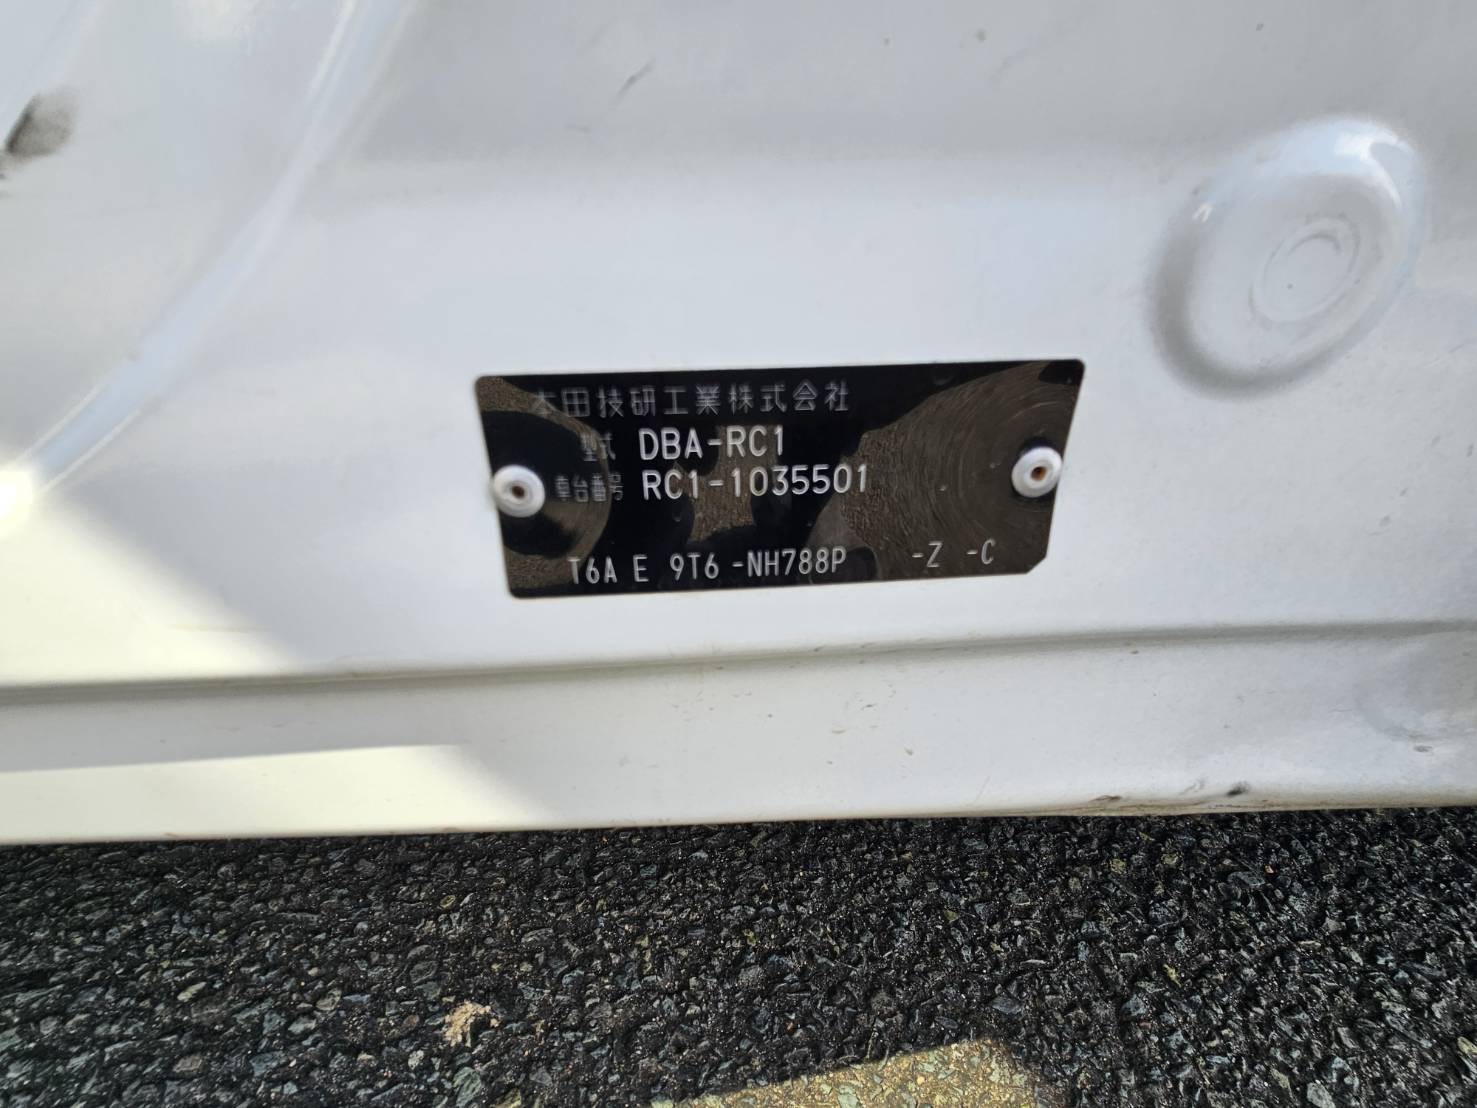 本田技研工業株式会社
型式 DBA-RC1
車台番号 RC1-1035501
T6A E 9T6 -NH788P -Z -C